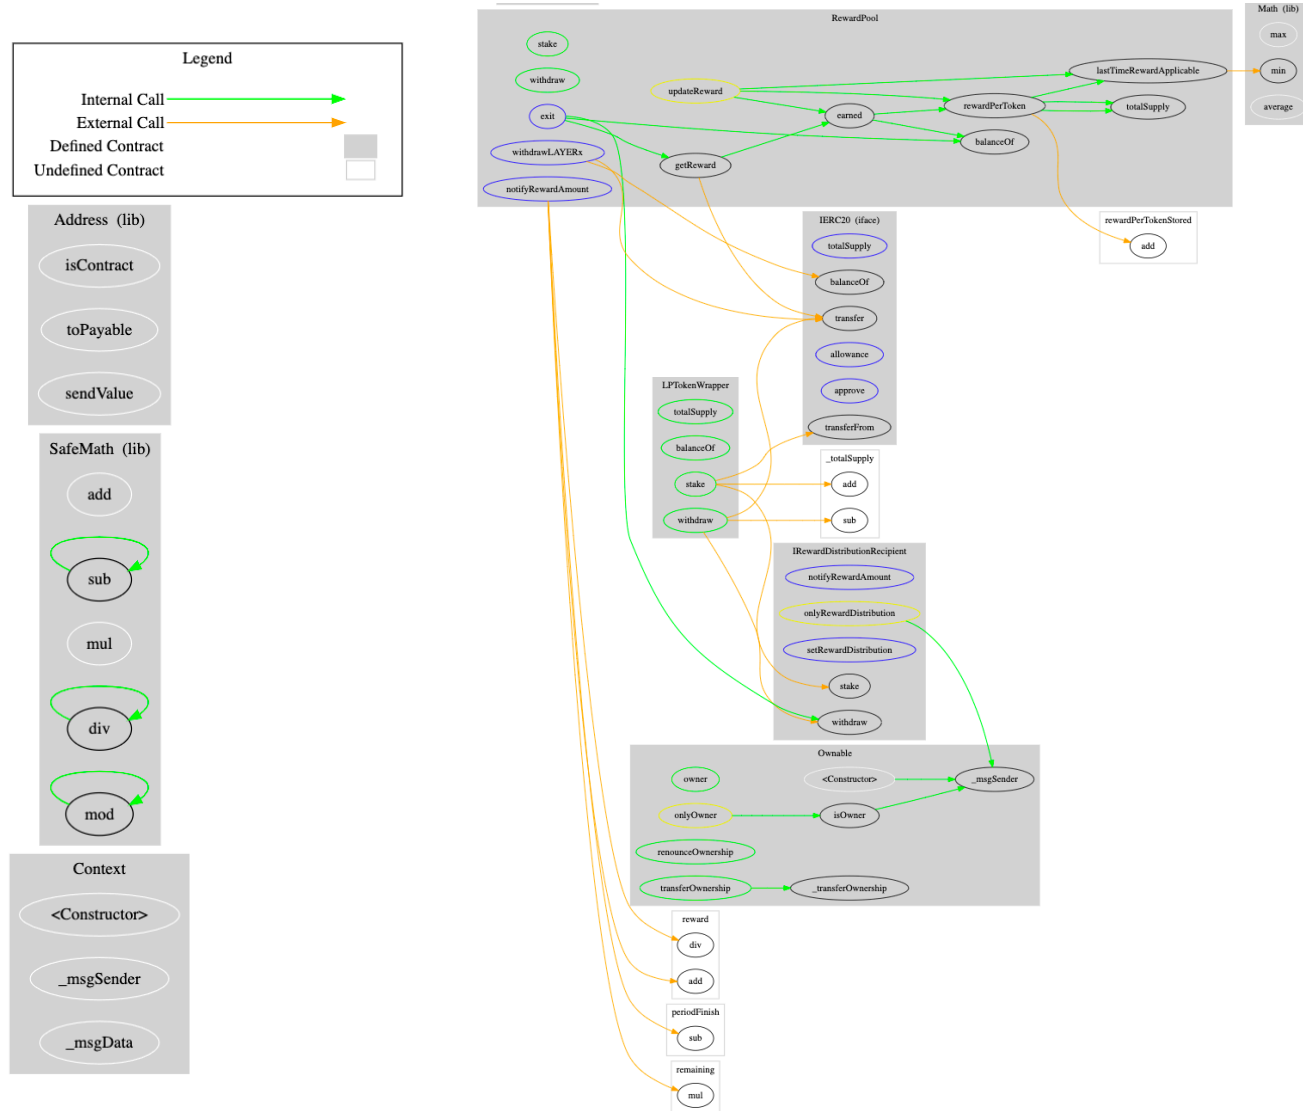 Legend
Internal Call
External Call
Defined Contract
Undefined Contract
Address  (lib)
isContract
toPayable
sendValue
SafeMath  (lib)
add
sub
mul
div
mod
Context
<Constructor>
_msgSender
_msgData
RewardPool
stake
withdraw
exit
withdrawLAYERx
notifyRewardAmount
updateReward
getReward
earned
lastTimeRewardApplicable
rewardPerToken
totalSupply
balanceOf
Math  (lib)
max
min
average
rewardPerTokenStored
add
IERC20  (iface)
totalSupply
balanceOf
transfer
allowance
approve
transferFrom
LPTokenWrapper
totalSupply
balanceOf
stake
withdraw
_totalSupply
add
sub
IRewardDistributionRecipient
notifyRewardAmount
onlyRewardDistribution
setRewardDistribution
stake
withdraw
Ownable
owner
<Constructor>
_msgSender
onlyOwner
isOwner
renounceOwnership
transferOwnership
_transferOwnership
reward
div
add
periodFinish
sub
remaining
mul